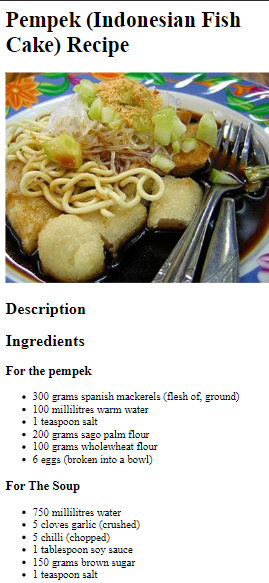 Pempek (Indonesian Fish
Cake) Recipe
Description
Ingredients
For the pempek
300 grams spanish mackerels (flesh of, ground)
100 millilitres warm water
1 teaspoon salt
200 grams sago palm flour
100 grams wholewheat flour
6 eggs (broken into a bowl)
For The Soup
750 millilitres water
5 cloves garlic (crushed)
5 chilli (chopped)
1 tablespoon soy sauce
150 grams brown sugar
1 teaspoon salt